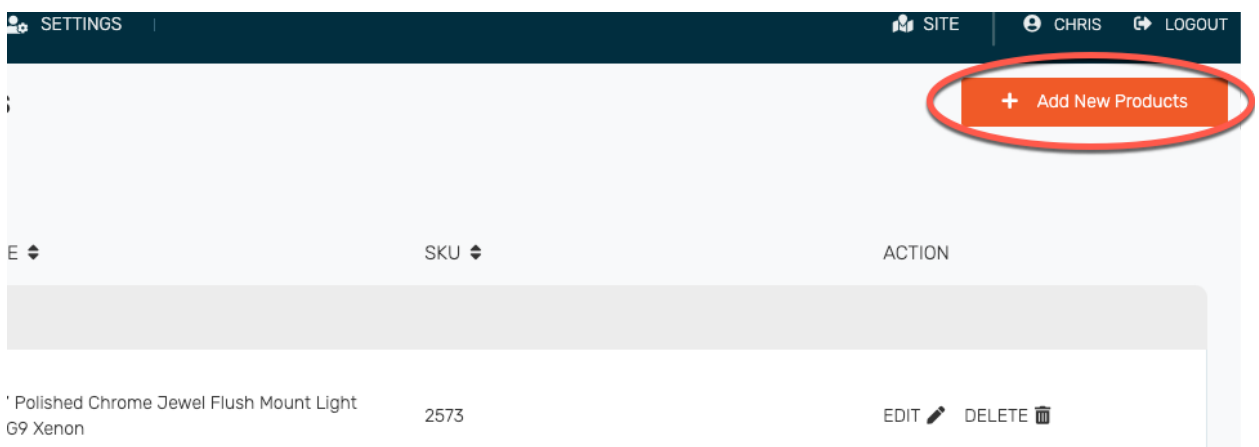 SETTINGS
SITE
CHRIS
LOGOUT
+ Add New Products
SKU
ACTION
' Polished Chrome Jewel Flush Mount Light
G9 Xenon
2573
EDIT
DELETE